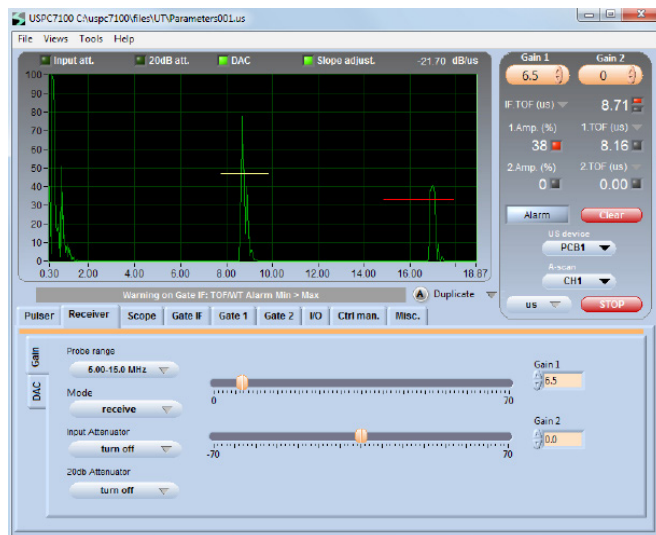 USPC7100 C:\uspc7100\files\UT\Parameters001.us
File Views Tools Help
Input att. 20dB att. DAC Slope adjust. -21.70 dB/us
Gain 1 Gain 2
6.5 0
IF.TOF (us) 8.71
1.Amp. (%) 1.TOF (us)
38 8.16
2.Amp. (%) 2.TOF (us)
0 0.00
Alarm Clear
US device
PCB1
A-scan
CH1
us STOP
100
90
80
70
60
50
40
30
20
10
0
0.30 2.00 4.00 6.00 8.00 10.00 12.00 14.00 16.00 18.87
Warning on Gate IF: TOF/WT Alarm Min > Max A Duplicate
Pulser Receiver Scope Gate IF Gate 1 Gate 2 I/O Ctrl man. Misc.
Gain
DAC
Probe range
5.00-15.0 MHz
Mode
receive
Input Attenuator
turn off
20db Attenuator
turn off
0 70
Gain 1
6.5
-70 70
Gain 2
0.0